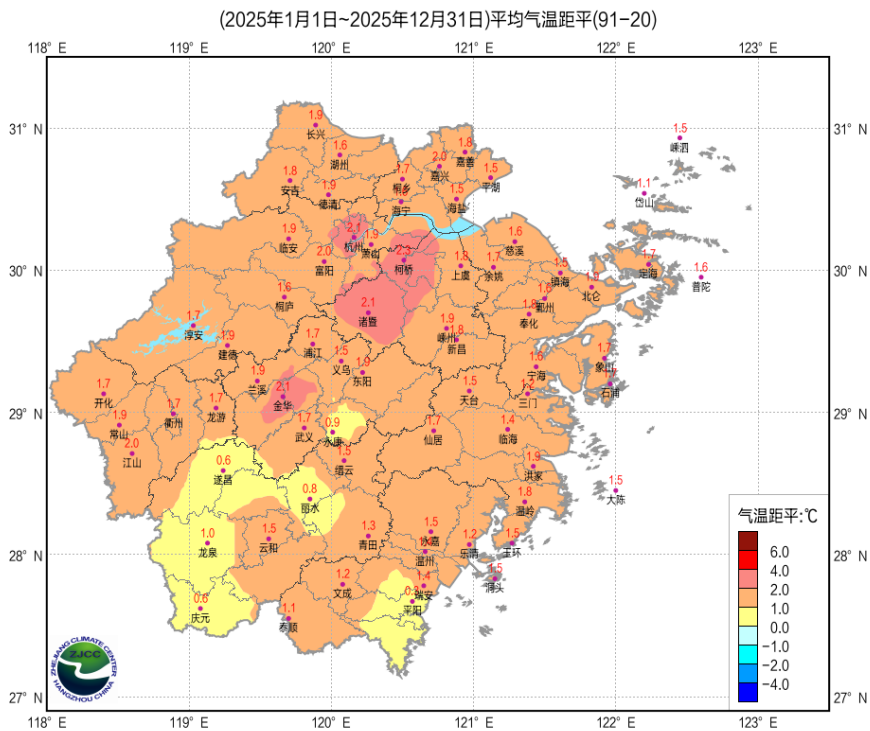 (2025年1月1日~2025年12月31日)平均气温距平(91-20)
118° E 119° E 120° E 121° E 122° E 123° E
31° N
30° N
29° N
28° N
27° N
118° E 119° E 120° E 121° E 122° E 123° E
1.9
长兴
1.6
湖州
1.8
安吉
1.9
德清
1.7
桐乡
海宁
2.0
嘉兴
1.8
嘉善
1.5
平湖
1.5
海盐
1.5
嵊泗
1.1
岱山
1.9
临安
2.1
杭州
1.9
萧山
2.0
富阳
柯桥
1.8
上虞
1.7
余姚
1.6
慈溪
1.5
镇海
北仑
1.7
定海
1.6
普陀
1.6
桐庐
2.1
诸暨
鄞州
奉化
1.7
淳安
1.9
建德
1.7
浦江
1.5
义乌
1.9
东阳
1.9
嵊州
1.8
新昌
宁海
1.7
象山
石浦
1.7
开化
1.9
常山
2.0
江山
1.7
衢州
1.7
龙游
1.9
兰溪
2.1
金华
1.7
武义
0.9
永康
1.5
缙云
1.7
仙居
1.5
天台
三门
1.4
临海
1.9
洪家
1.8
温岭
1.5
大陈
0.6
遂昌
0.8
丽水
1.0
龙泉
1.5
云和
1.3
青田
1.5
永嘉
温州
1.2
乐清
1.5
玉环
1.5
洞头
0.6
庆元
1.1
泰顺
1.2
文成
1.4
瑞安
平阳
气温距平:℃
6.0
4.0
2.0
1.0
0.0
-1.0
-2.0
-4.0
ZHEJIANG CLIMATE CENTER
ZJCC
HANGZHOU CHINA